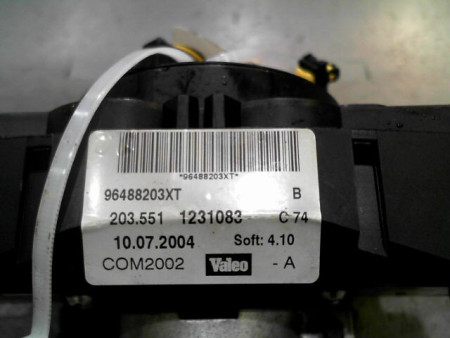 *96488203XT*
96488203XT B
203.551 1231083 C 74
10.07.2004 Soft: 4.10
COM2002 Valeo - A